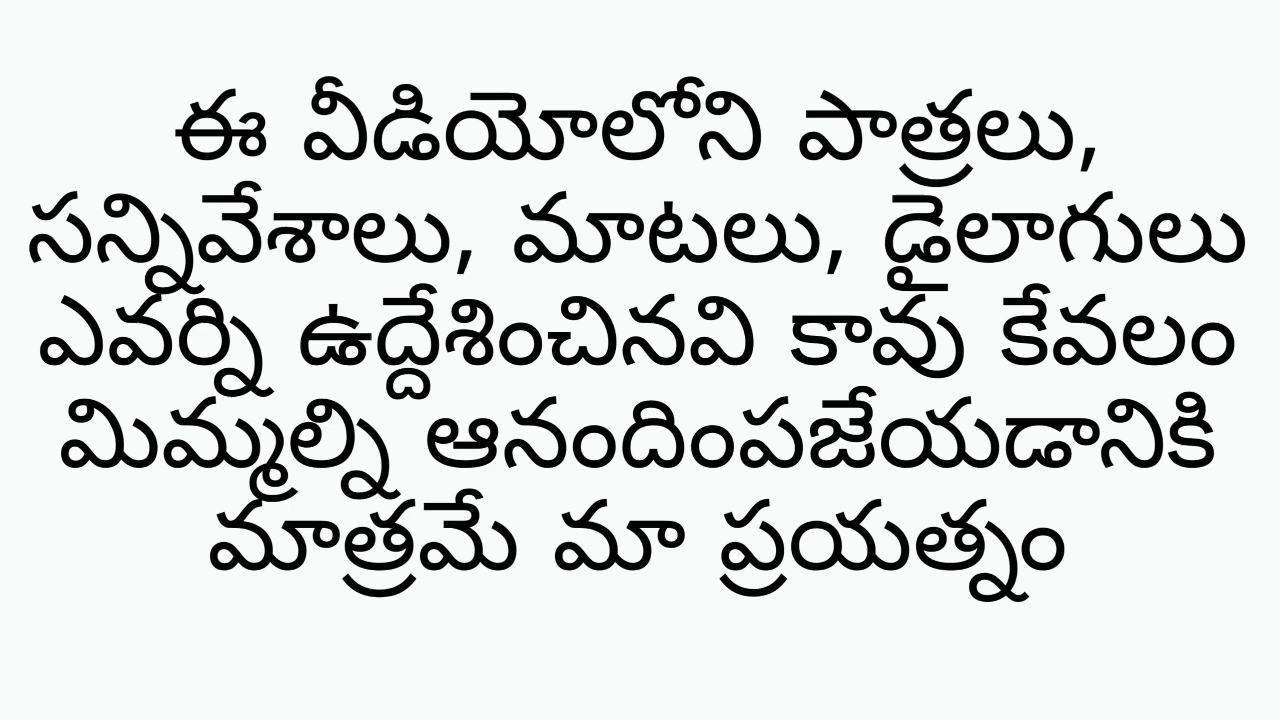 ఈ వీడియోలోని పాత్రలు,
సన్నివేశాలు, మాటలు, డైలాగులు
ఎవర్ని ఉద్దేశించినవి కావు కేవలం
మిమ్మల్ని ఆనందింపజేయడానికి
మాత్రమే మా ప్రయత్నం